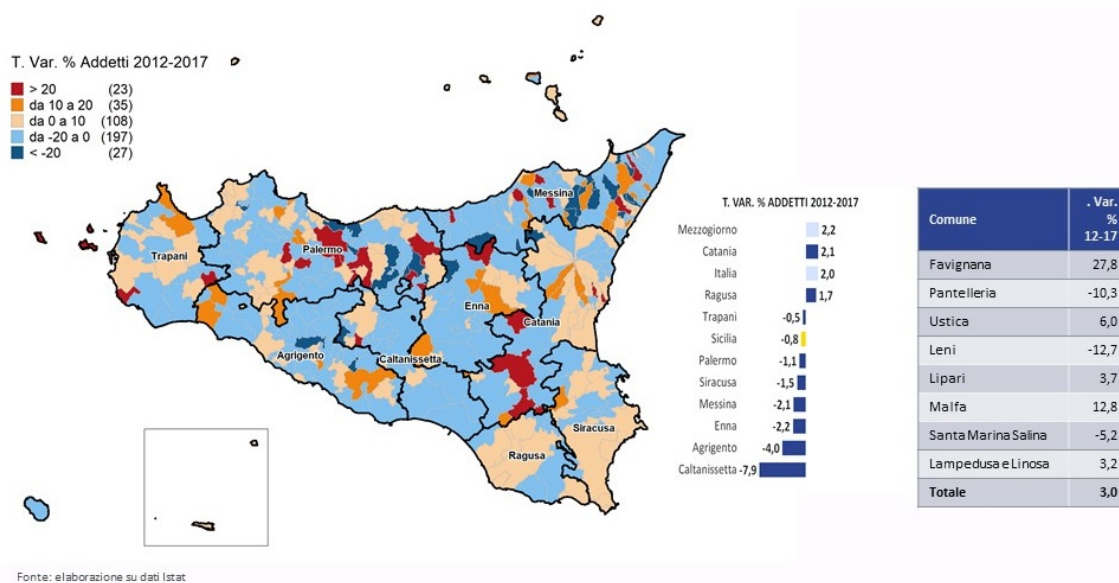 T. Var. % Addetti 2012-2017
> 20 (23)
da 10 a 20 (35)
da 0 a 10 (108)
da -20 a 0 (197)
< -20 (27)
Messina
Palermo
Trapani
Enna
Catania
Agrigento
Caltanissetta
Siracusa
Ragusa
T. VAR. % ADDETTI 2012-2017
Mezzogiorno 2,2
Catania 2,1
Italia 2,0
Ragusa 1,7
Trapani -0,5
Sicilia -0,8
Palermo -1,1
Siracusa -1,5
Messina -2,1
Enna -2,2
Agrigento -4,0
Caltanissetta -7,9
Comune . Var. % 12-17
Favignana 27,8
Pantelleria -10,3
Ustica 6,0
Leni -12,7
Lipari 3,7
Malfa 12,8
Santa Marina Salina -5,2
Lampedusa e Linosa 3,2
Totale 3,0
Fonte: elaborazione su dati Istat